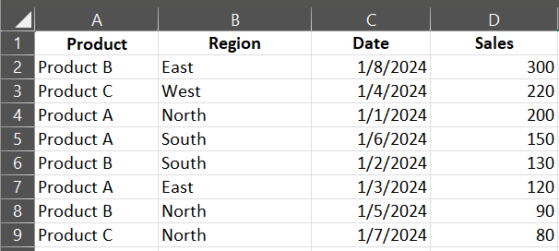 A B C D
1 Product Region Date Sales
2 Product B East 1/8/2024 300
3 Product C West 1/4/2024 220
4 Product A North 1/1/2024 200
5 Product A South 1/6/2024 150
6 Product B South 1/2/2024 130
7 Product A East 1/3/2024 120
8 Product B North 1/5/2024 90
9 Product C North 1/7/2024 80